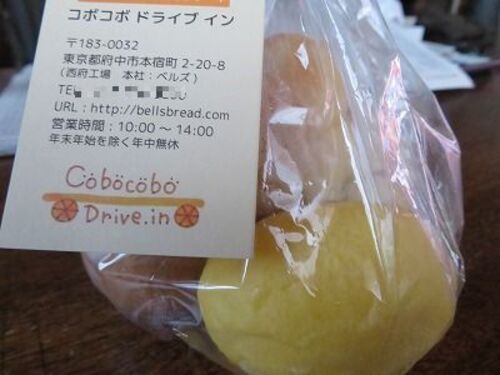 コボコボ ドライブ イン
〒183-0032
東京都府中市本宿町 2-20-8
(西府工場 本社：ベルズ)
TEL
URL：http://bellsbread.com
営業時間：10:00 ～ 14:00
年末年始を除く年中無休
Cobocobo
Drive.in